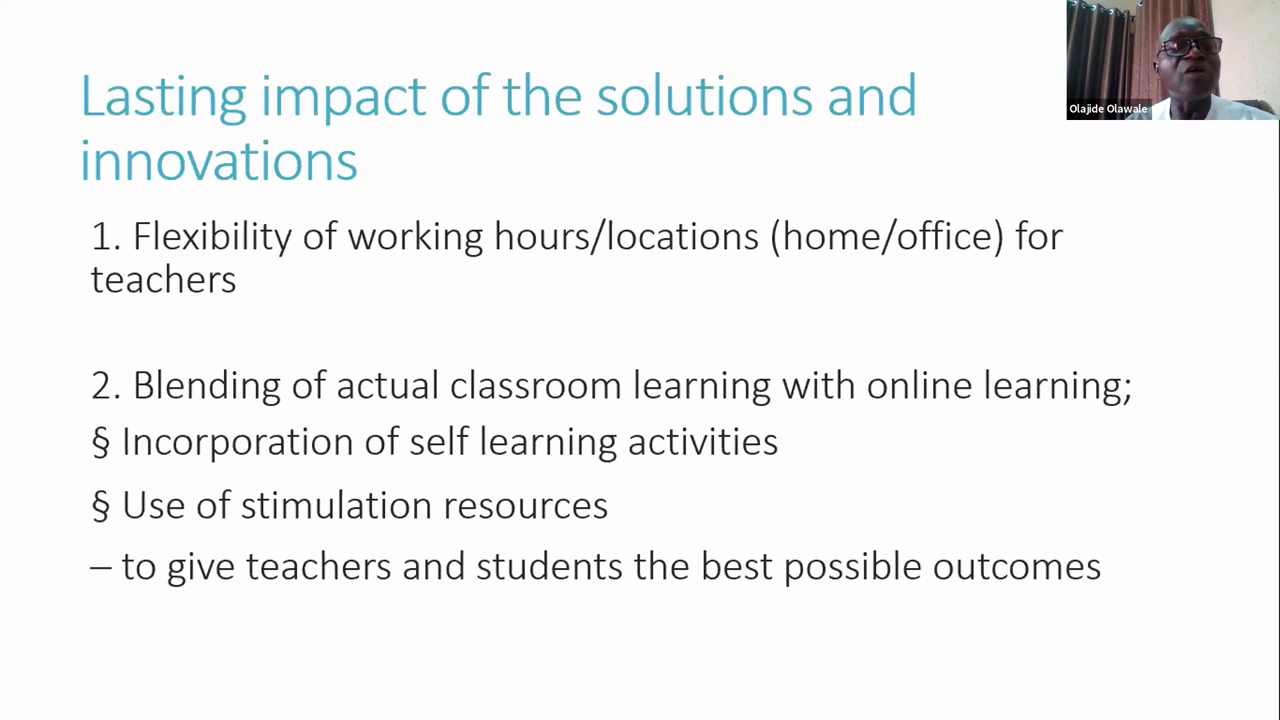 Lasting impact of the solutions and
innovations
1. Flexibility of working hours/locations (home/office) for
teachers
2. Blending of actual classroom learning with online learning;
§ Incorporation of self learning activities
§ Use of stimulation resources
– to give teachers and students the best possible outcomes
Olajide Olawale